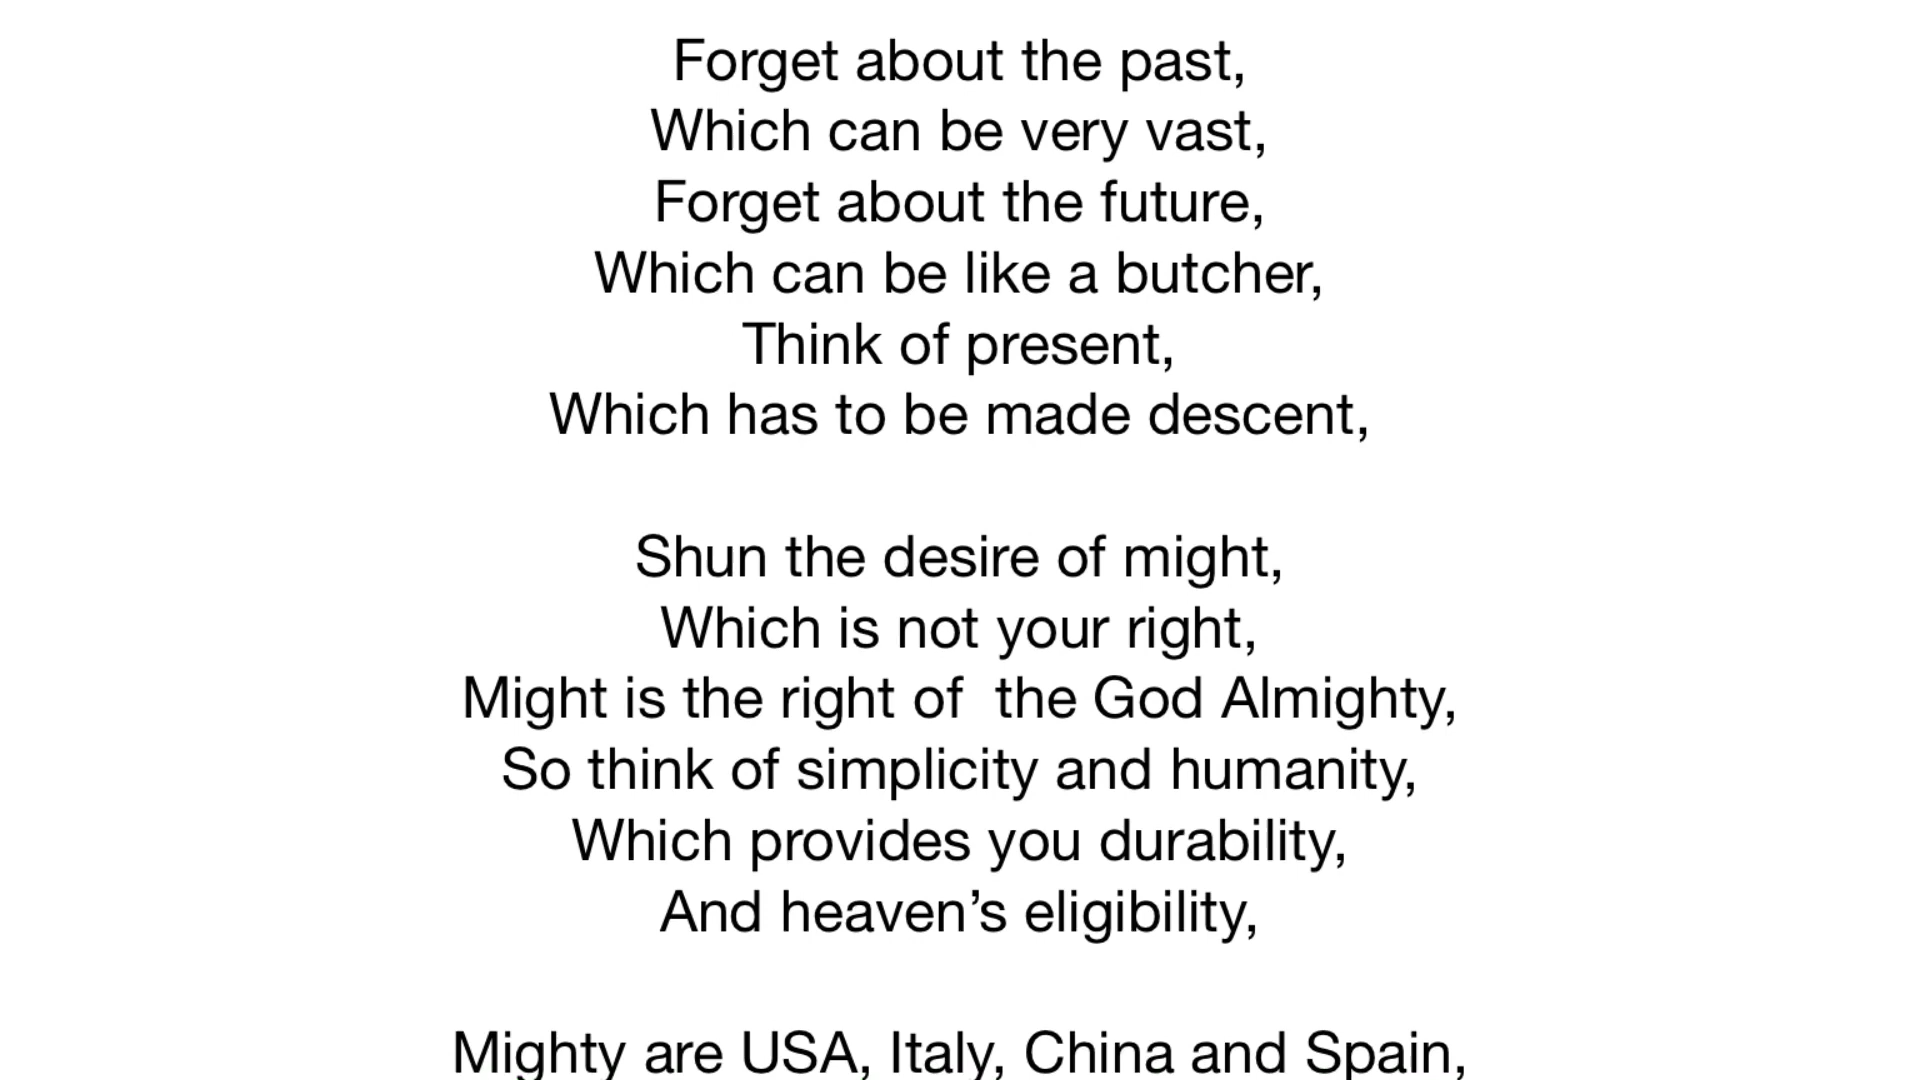 Forget about the past,
Which can be very vast,
Forget about the future,
Which can be like a butcher,
Think of present,
Which has to be made descent,
Shun the desire of might,
Which is not your right,
Might is the right of  the God Almighty,
So think of simplicity and humanity,
Which provides you durability,
And heaven’s eligibility,
Mighty are USA, Italy, China and Spain,